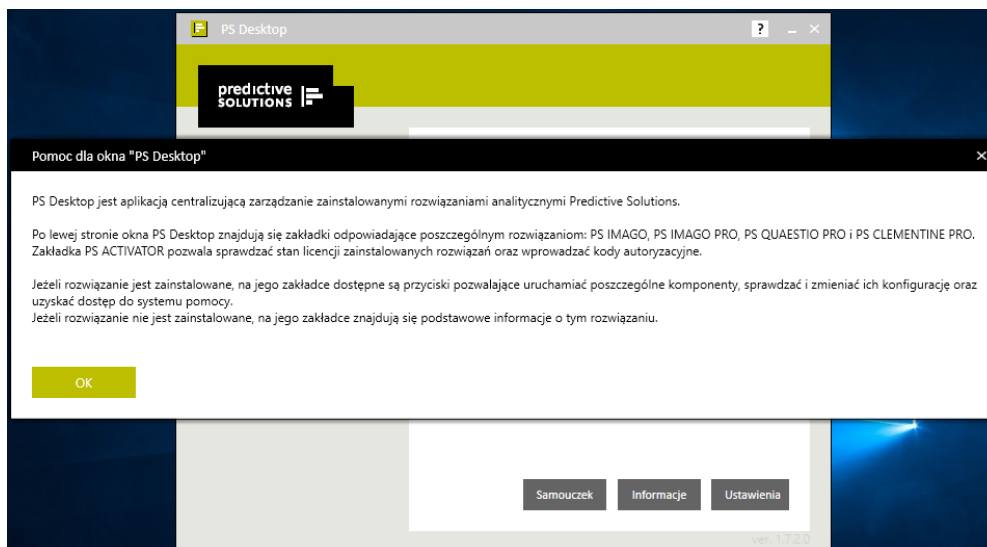 PS Desktop
?
predictive
SOLUTIONS
Pomoc dla okna "PS Desktop"
PS Desktop jest aplikacją centralizującą zarządzanie zainstalowanymi rozwiązaniami analitycznymi Predictive Solutions.
Po lewej stronie okna PS Desktop znajdują się zakładki odpowiadające poszczególnym rozwiązaniom: PS IMAGO, PS IMAGO PRO, PS QUAESTIO PRO i PS CLEMENTINE PRO.
Zakładka PS ACTIVATOR pozwala sprawdzać stan licencji zainstalowanych rozwiązań oraz wprowadzać kody autoryzacyjne.
Jeżeli rozwiązanie jest zainstalowane, na jego zakładce dostępne są przyciski pozwalające uruchamiać poszczególne komponenty, sprawdzać i zmieniać ich konfigurację oraz
uzyskać dostęp do systemu pomocy.
Jeżeli rozwiązanie nie jest zainstalowane, na jego zakładce znajdują się podstawowe informacje o tym rozwiązaniu.
OK
Samouczek Informacje Ustawienia
ver. 1.7.2.0